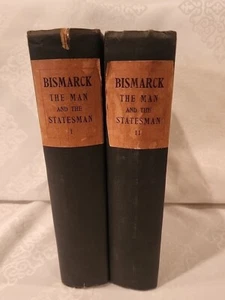 BISMARCK
THE MAN
AND THE
STATESMAN
I
BISMARCK
THE MAN
AND THE
STATESMAN
II